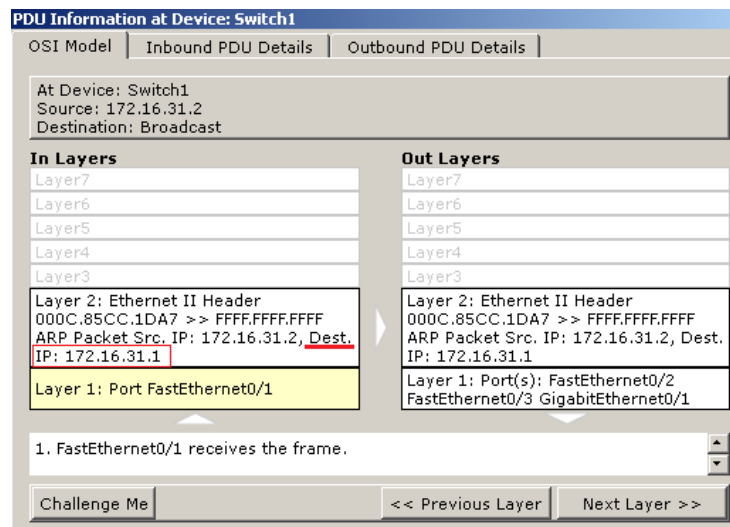 PDU Information at Device: Switch1
OSI Model
Inbound PDU Details
Outbound PDU Details
At Device: Switch1
Source: 172.16.31.2
Destination: Broadcast
In Layers
Layer7
Layer6
Layer5
Layer4
Layer3
Layer 2: Ethernet II Header
000C.85CC.1DA7 >> FFFF.FFFF.FFFF
ARP Packet Src. IP: 172.16.31.2, Dest.
IP: 172.16.31.1
Layer 1: Port FastEthernet0/1
Out Layers
Layer7
Layer6
Layer5
Layer4
Layer3
Layer 2: Ethernet II Header
000C.85CC.1DA7 >> FFFF.FFFF.FFFF
ARP Packet Src. IP: 172.16.31.2, Dest.
IP: 172.16.31.1
Layer 1: Port(s): FastEthernet0/2
FastEthernet0/3 GigabitEthernet0/1
1. FastEthernet0/1 receives the frame.
Challenge Me
<< Previous Layer
Next Layer >>